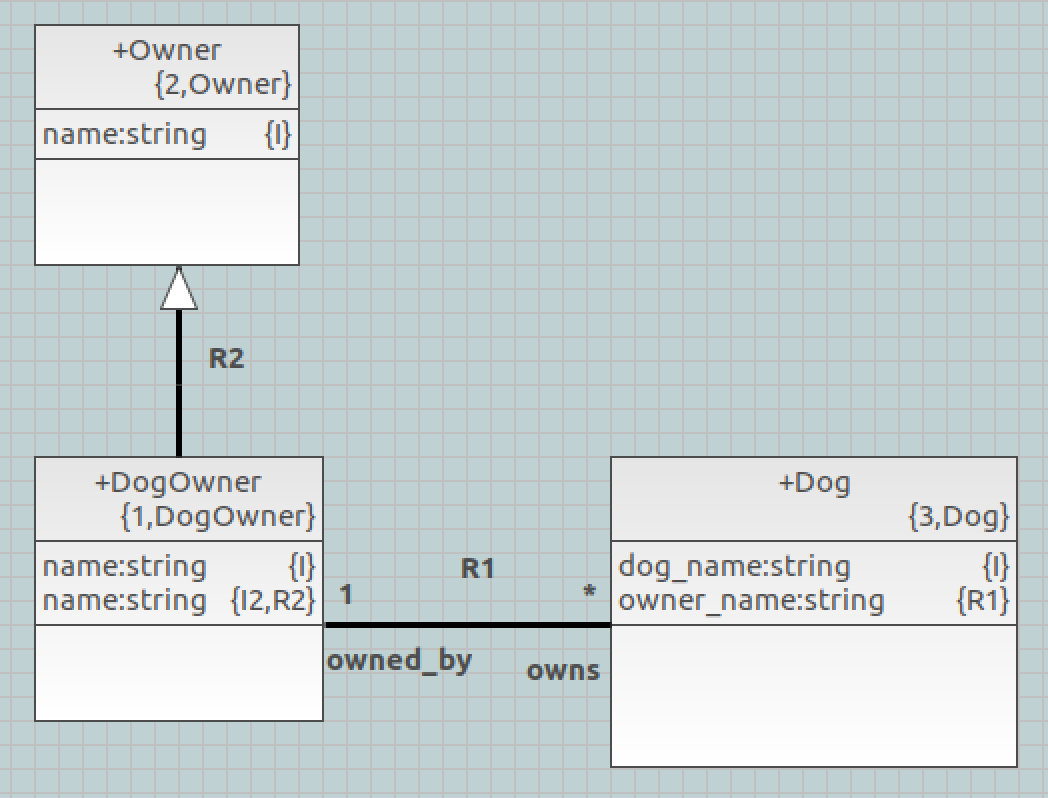 +Owner
{2,Owner}
name:string {I}
R2
+DogOwner
{1,DogOwner}
name:string {I}
name:string {I2,R2}
R1
1
*
owned_by
owns
+Dog
{3,Dog}
dog_name:string {I}
owner_name:string {R1}